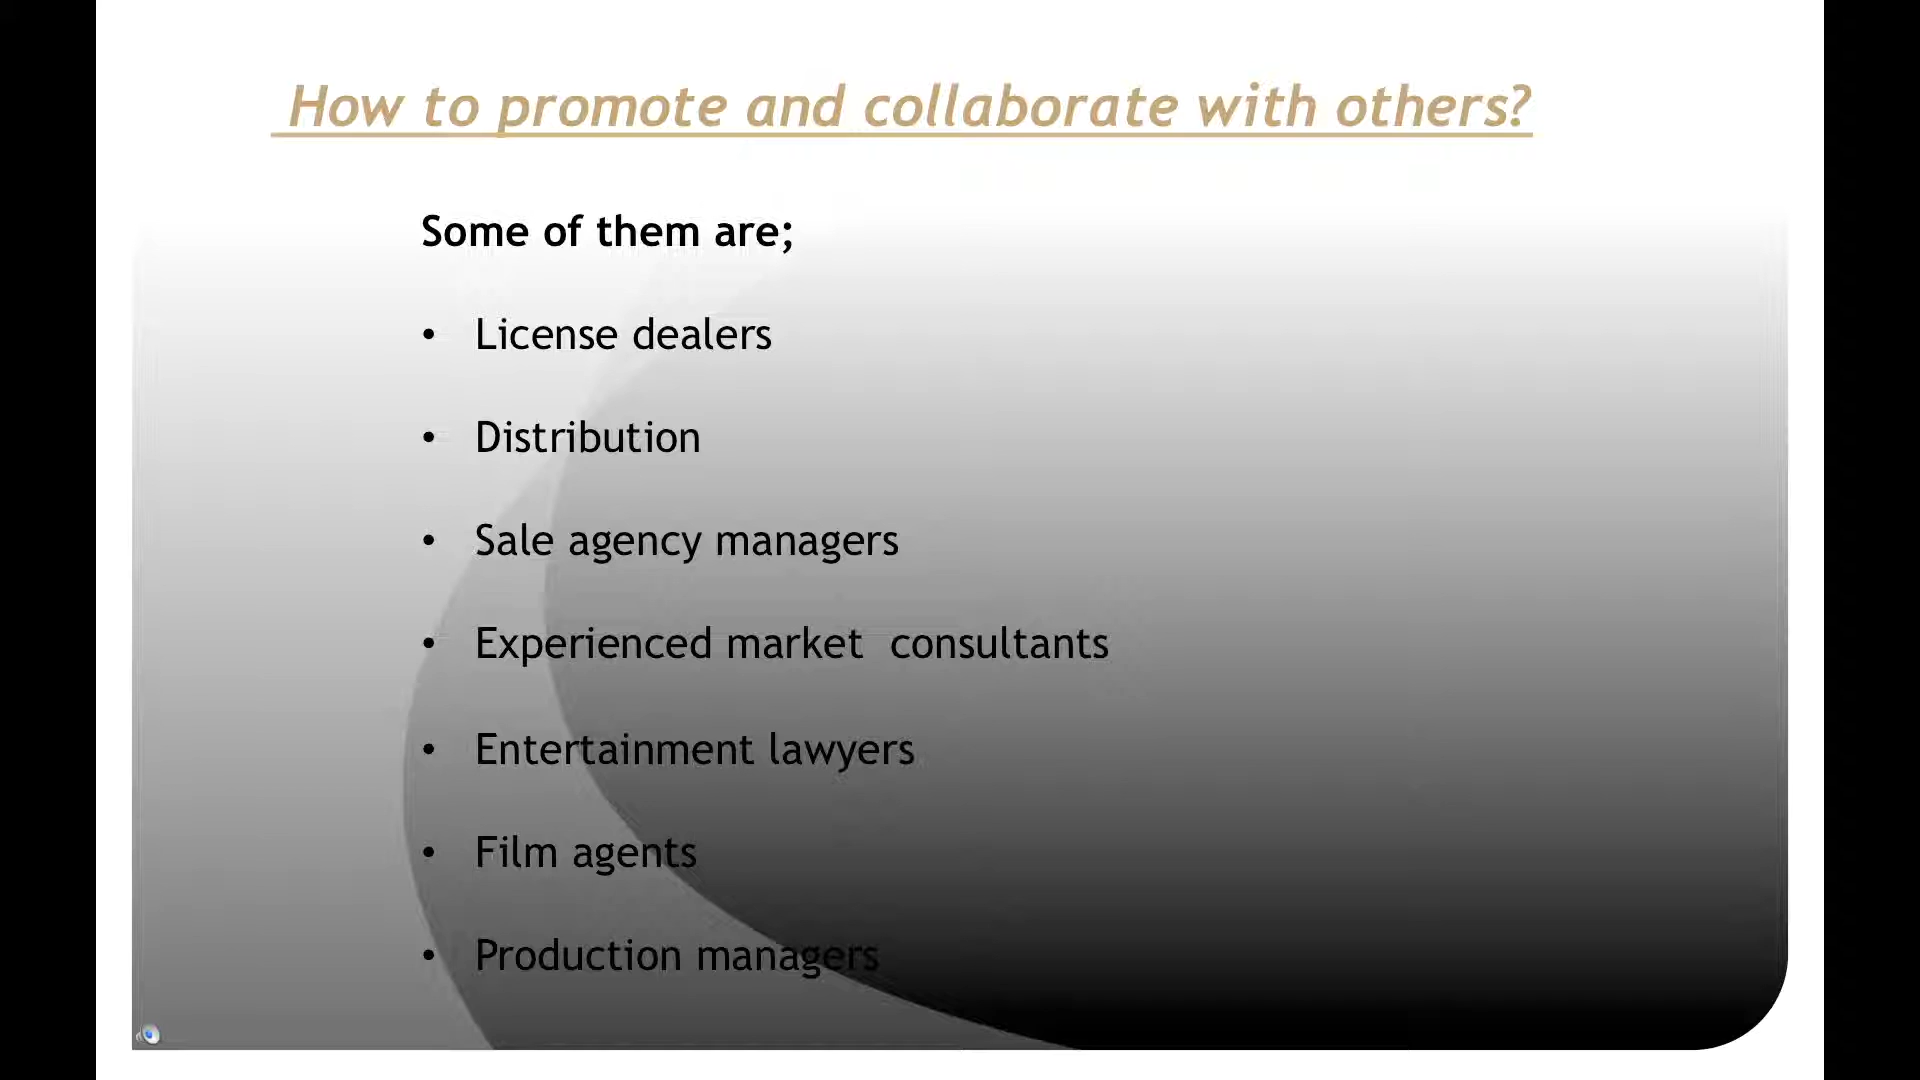 How to promote and collaborate with others?
Some of them are;
• License dealers
• Distribution
• Sale agency managers
• Experienced market  consultants
• Entertainment lawyers
• Film agents
• Production managers